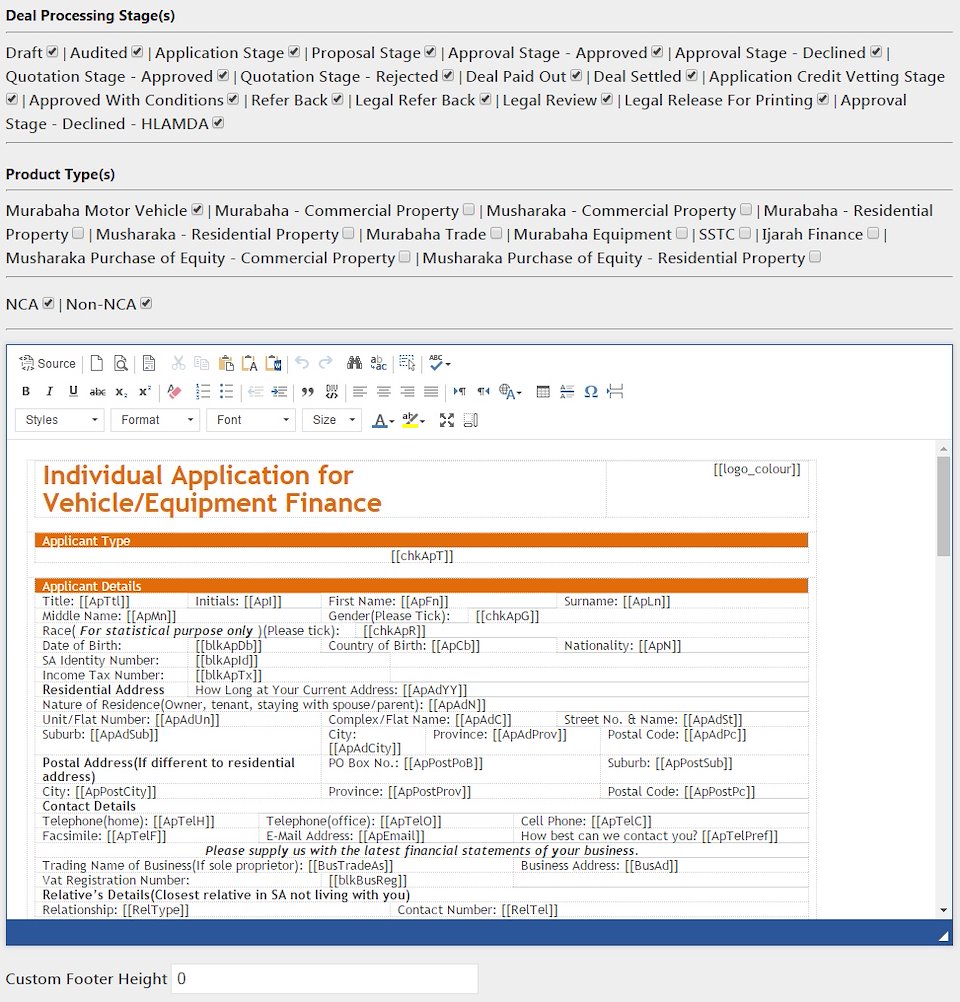 Deal Processing Stage(s)
Draft | Audited | Application Stage | Proposal Stage | Approval Stage - Approved | Approval Stage - Declined |
Quotation Stage - Approved | Quotation Stage - Rejected | Deal Paid Out | Deal Settled | Application Credit Vetting Stage
| Approved With Conditions | Refer Back | Legal Refer Back | Legal Review | Legal Release For Printing | Approval
Stage - Declined - HLAMDA
Product Type(s)
Murabaha Motor Vehicle | Murabaha - Commercial Property | Musharaka - Commercial Property | Murabaha - Residential
Property | Musharaka - Residential Property | Murabaha Trade | Murabaha Equipment | SSTC | Ijarah Finance |
Musharaka Purchase of Equity - Commercial Property | Musharaka Purchase of Equity - Residential Property
NCA | Non-NCA
Source
B I U abc x₂ x²
Styles Format Font Size
Individual Application for
Vehicle/Equipment Finance
[[logo_colour]]
Applicant Type
[[chkApT]]
Applicant Details
Title: [[ApTtl]] Initials: [[ApI]] First Name: [[ApFn]] Surname: [[ApLn]]
Middle Name: [[ApMn]] Gender(Please Tick): [[chkApG]]
Race( For statistical purpose only )(Please tick): [[chkApR]]
Date of Birth: [[blkApDb]] Country of Birth: [[ApCb]] Nationality: [[ApN]]
SA Identity Number: [[blkApId]]
Income Tax Number: [[blkApTx]]
Residential Address How Long at Your Current Address: [[ApAdYY]]
Nature of Residence(Owner, tenant, staying with spouse/parent): [[ApAdN]]
Unit/Flat Number: [[ApAdUn]] Complex/Flat Name: [[ApAdC]] Street No. & Name: [[ApAdSt]]
Suburb: [[ApAdSub]] City: Province: [[ApAdProv]] Postal Code: [[ApAdPc]]
[[ApAdCity]]
Postal Address(If different to residential PO Box No.: [[ApPostPoB]] Suburb: [[ApPostSub]]
address)
City: [[ApPostCity]] Province: [[ApPostProv]] Postal Code: [[ApPostPc]]
Contact Details
Telephone(home): [[ApTelH]] Telephone(office): [[ApTelO]] Cell Phone: [[ApTelC]]
Facsimile: [[ApTelF]] E-Mail Address: [[ApEmail]] How best can we contact you? [[ApTelPref]]
Please supply us with the latest financial statements of your business.
Trading Name of Business(If sole proprietor): [[BusTradeAs]] Business Address: [[BusAd]]
Vat Registration Number: [[blkBusReg]]
Relative's Details(Closest relative in SA not living with you)
Relationship: [[RelType]] Contact Number: [[RelTel]]
Custom Footer Height 0